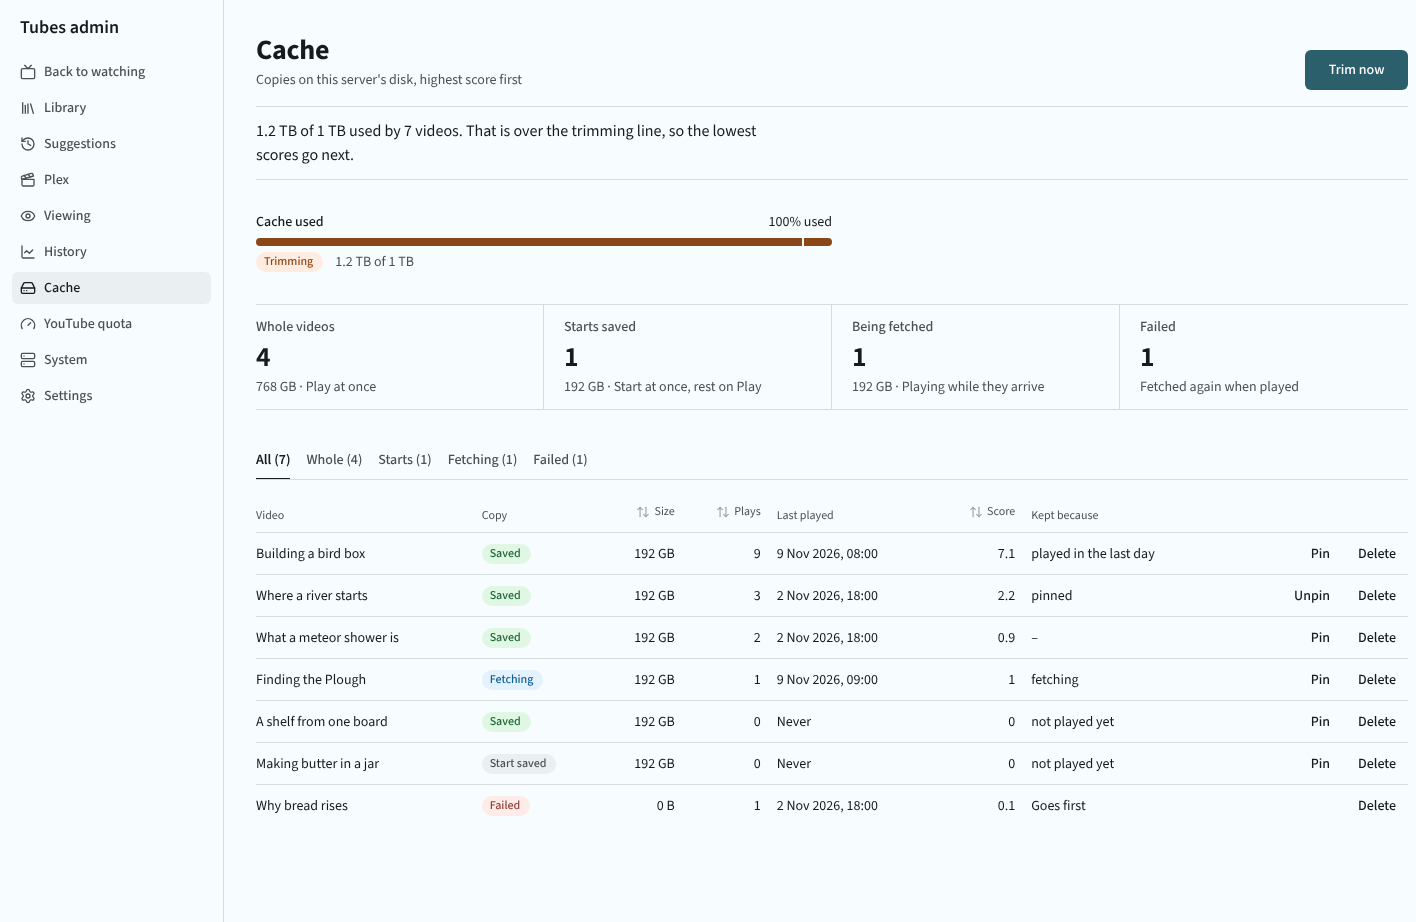 Tubes admin
Back to watching
Library
Suggestions
Plex
Viewing
History
Cache
YouTube quota
System
Settings
Cache
Copies on this server's disk, highest score first
Trim now
1.2 TB of 1 TB used by 7 videos. That is over the trimming line, so the lowest
scores go next.
Cache used 100% used
Trimming 1.2 TB of 1 TB
Whole videos
4
768 GB · Play at once
Starts saved
1
192 GB · Start at once, rest on Play
Being fetched
1
192 GB · Playing while they arrive
Failed
1
Fetched again when played
All (7) Whole (4) Starts (1) Fetching (1) Failed (1)
Video Copy Size Plays Last played Score Kept because
Building a bird box Saved 192 GB 9 9 Nov 2026, 08:00 7.1 played in the last day Pin Delete
Where a river starts Saved 192 GB 3 2 Nov 2026, 18:00 2.2 pinned Unpin Delete
What a meteor shower is Saved 192 GB 2 2 Nov 2026, 18:00 0.9 – Pin Delete
Finding the Plough Fetching 192 GB 1 9 Nov 2026, 09:00 1 fetching Pin Delete
A shelf from one board Saved 192 GB 0 Never 0 not played yet Pin Delete
Making butter in a jar Start saved 192 GB 0 Never 0 not played yet Pin Delete
Why bread rises Failed 0 B 1 2 Nov 2026, 18:00 0.1 Goes first Delete